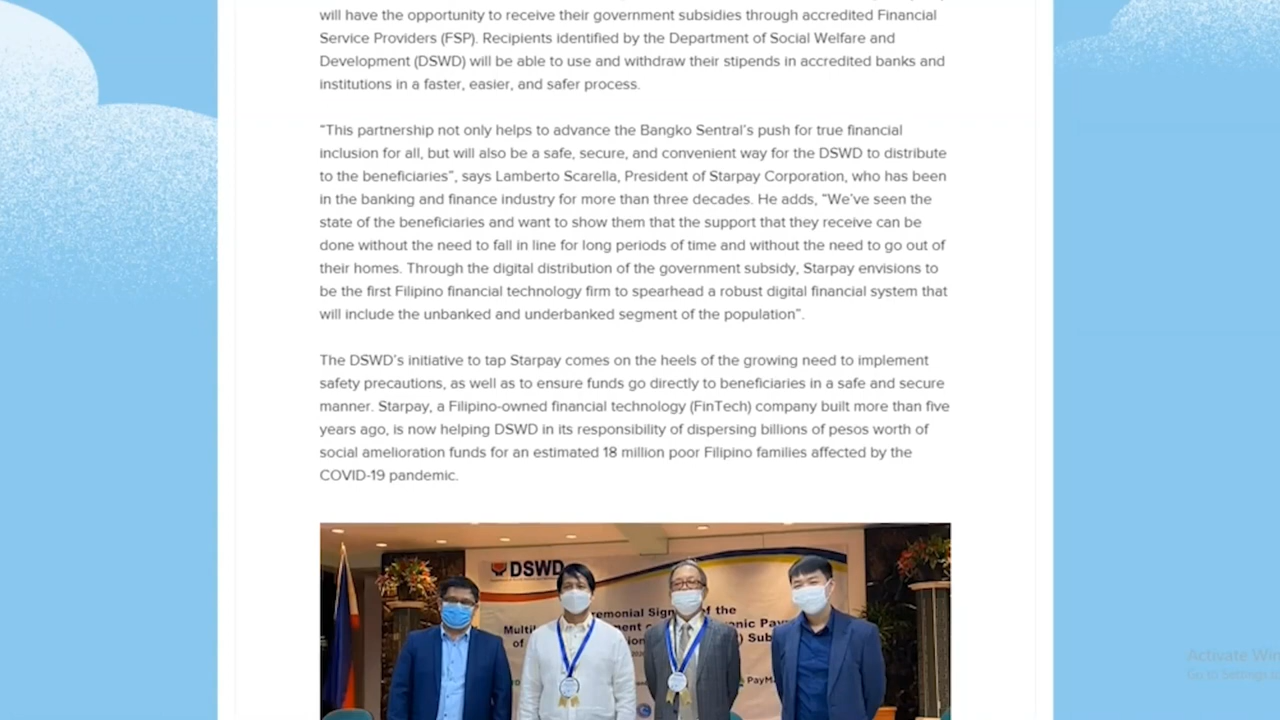 will have the opportunity to receive their government subsidies through accredited Financial
Service Providers (FSP). Recipients identified by the Department of Social Welfare and
Development (DSWD) will be able to use and withdraw their stipends in accredited banks and
institutions in a faster, easier, and safer process.
“This partnership not only helps to advance the Bangko Sentral’s push for true financial
inclusion for all, but will also be a safe, secure, and convenient way for the DSWD to distribute
to the beneficiaries”, says Lamberto Scarella, President of Starpay Corporation, who has been
in the banking and finance industry for more than three decades. He adds, “We’ve seen the
state of the beneficiaries and want to show them that the support that they receive can be
done without the need to fall in line for long periods of time and without the need to go out of
their homes. Through the digital distribution of the government subsidy, Starpay envisions to
be the first Filipino financial technology firm to spearhead a robust digital financial system that
will include the unbanked and underbanked segment of the population”.
The DSWD’s initiative to tap Starpay comes on the heels of the growing need to implement
safety precautions, as well as to ensure funds go directly to beneficiaries in a safe and secure
manner. Starpay, a Filipino-owned financial technology (FinTech) company built more than five
years ago, is now helping DSWD in its responsibility of dispersing billions of pesos worth of
social amelioration funds for an estimated 18 million poor Filipino families affected by the
COVID-19 pandemic.
DSWD
of the
of
Activate Win
Go to Settings